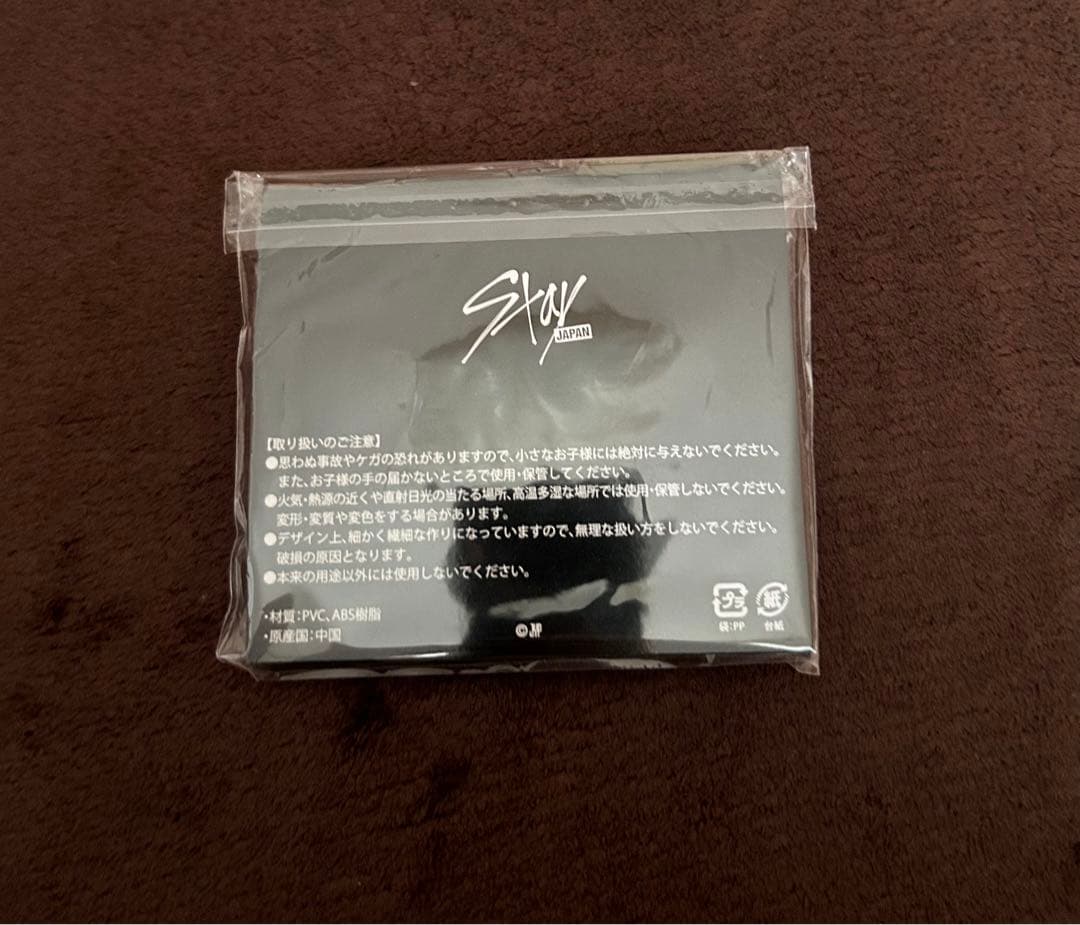 Stay
JAPAN
【取り扱いのご注意】
●思わぬ事故やケガの恐れがありますので、小さなお子様には絶対に与えないでください。
また、お子様の手の届かないところで使用・保管してください。
●火気・熱源の近くや直射日光の当たる場所、高温多湿な場所では使用・保管しないでください。
変形・変質や変色をする場合があります。
●デザイン上、細かく繊細な作りになっていますので、無理な扱い方をしないでください。
破損の原因となります。
●本来の用途以外には使用しないでください。
・材質：PVC、ABS樹脂
・原産国：中国
©
プラ
袋：PP
紙
台紙